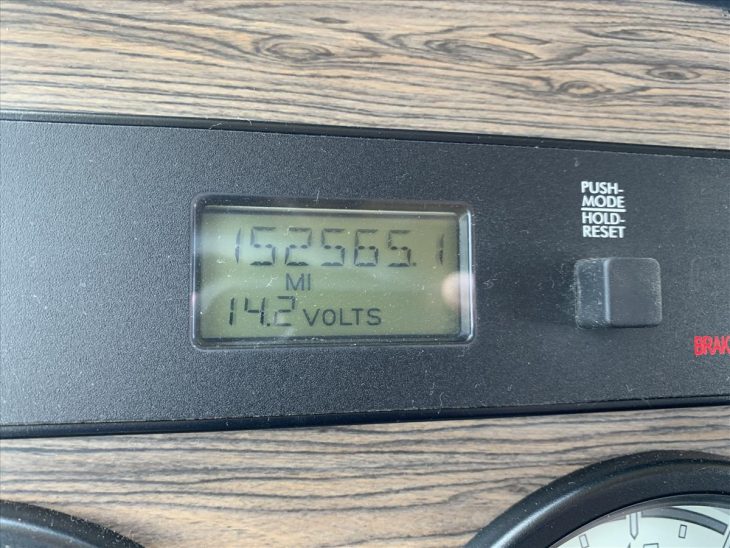 152565.1
MI
14.2 VOLTS
PUSH-
MODE
HOLD-
RESET
BRAK